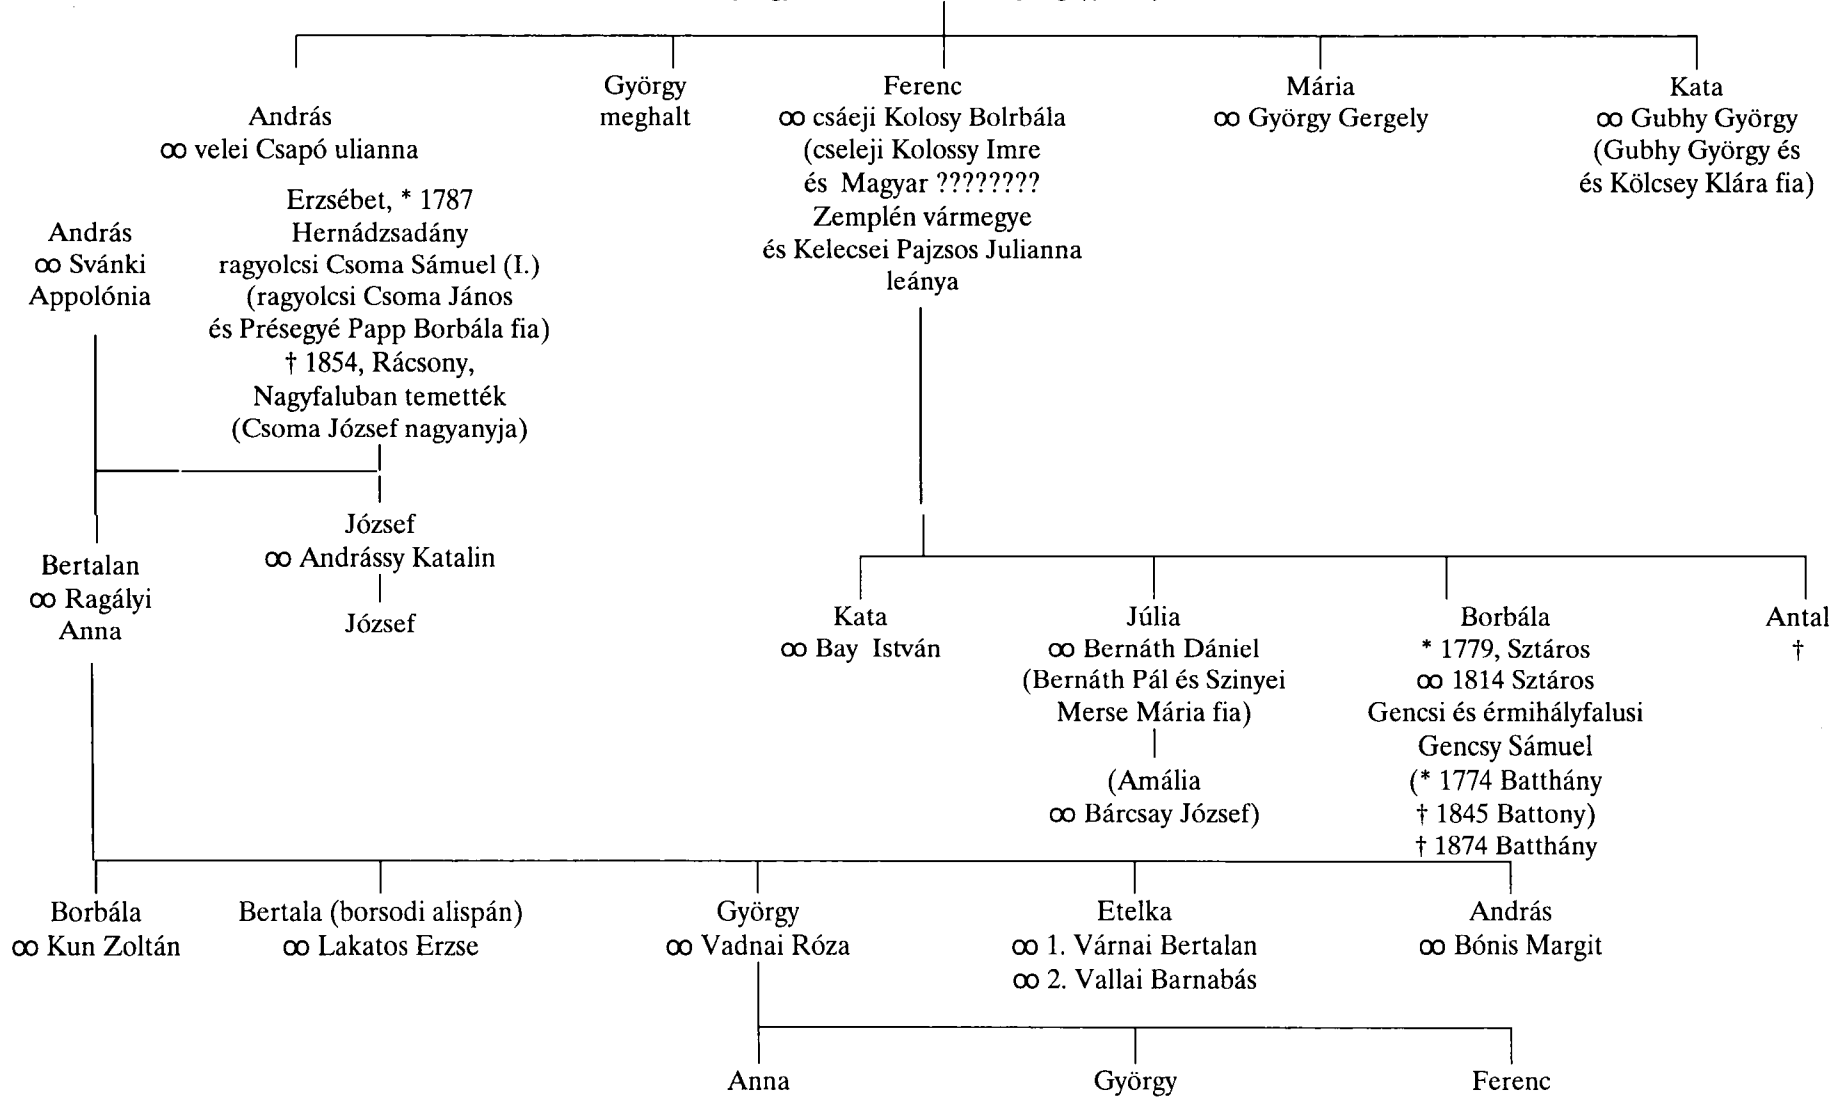 András
∞ velei Csapó ulianna
György
meghalt
Ferenc
∞ csáeji Kolosy Bolrbála
(cseleji Kolossy Imre
és Magyar ????????
Zemplén vármegye
és Kelecsei Pajzsos Julianna
leánya
Mária
∞ György Gergely
Kata
∞ Gubhy György
(Gubhy György és
és Kölcsey Klára fia)
András
∞ Svánki
Appolónia
Erzsébet, * 1787
Hernádzsadány
ragyolcsi Csoma Sámuel (I.)
(ragyolcsi Csoma János
és Présegyé Papp Borbála fia)
† 1854, Rácsony,
Nagyfaluban temették
(Csoma József nagyanyja)
Bertalan
∞ Ragályi
Anna
József
∞ Andrássy Katalin
József
Kata
∞ Bay István
Júlia
∞ Bernáth Dániel
(Bernáth Pál és Szinyei
Merse Mária fia)
(Amália
∞ Bárcsay József)
Borbála
* 1779, Sztáros
∞ 1814 Sztáros
Gencsi és érmihályfalusi
Gencsy Sámuel
(* 1774 Batthány
† 1845 Battony)
† 1874 Batthány
Antal
†
Borbála
∞ Kun Zoltán
Bertala (borsodi alispán)
∞ Lakatos Erzse
György
∞ Vadnai Róza
Etelka
∞ 1. Várnai Bertalan
∞ 2. Vallai Barnabás
András
∞ Bónis Margit
Anna
György
Ferenc